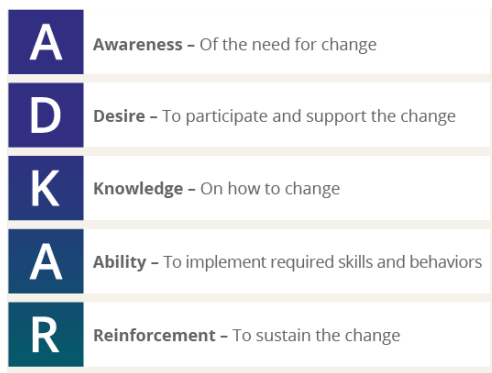 A
Awareness – Of the need for change
D
Desire – To participate and support the change
K
Knowledge – On how to change
A
Ability – To implement required skills and behaviors
R
Reinforcement – To sustain the change